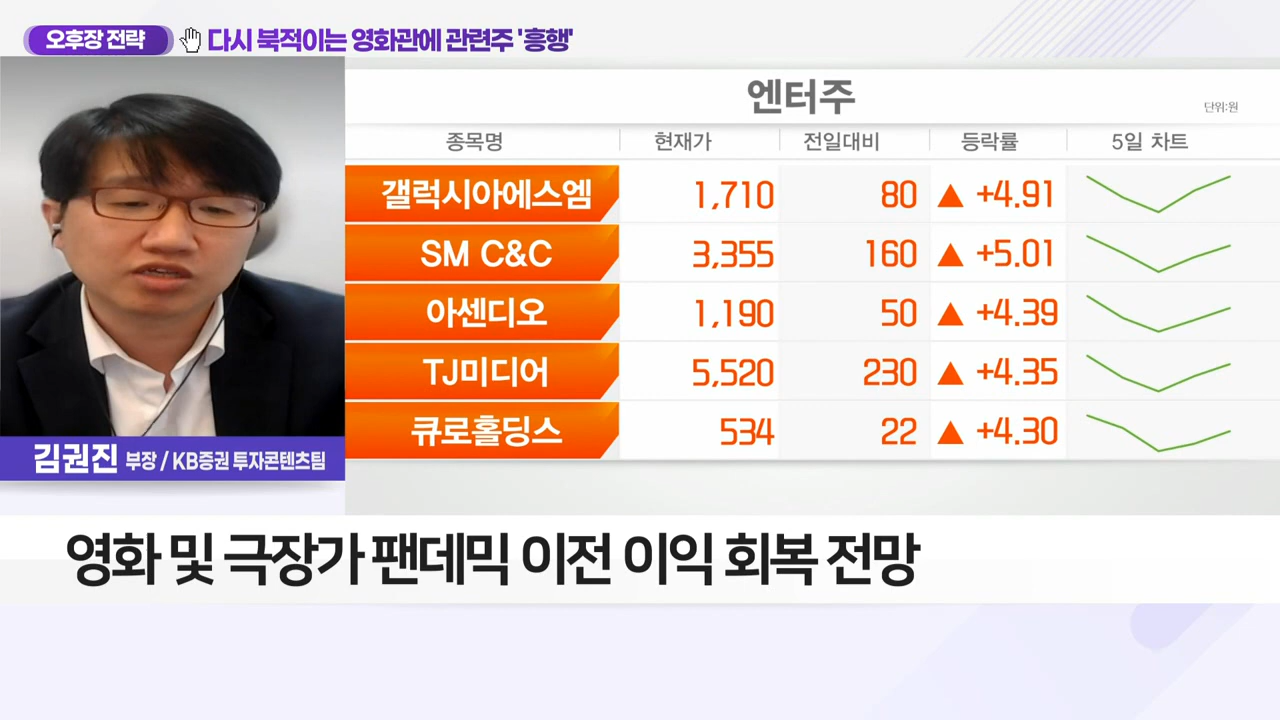 오후장 전략 다시 북적이는 영화관에 관련주 '흥행'
엔터주
단위:원
종목명 현재가 전일대비 등락률 5일 차트
갤럭시아에스엠 1,710 80 ▲ +4.91
SM C&C 3,355 160 ▲ +5.01
아센디오 1,190 50 ▲ +4.39
TJ미디어 5,520 230 ▲ +4.35
큐로홀딩스 534 22 ▲ +4.30
김권진 부장 / KB증권 투자콘텐츠팀
영화 및 극장가 팬데믹 이전 이익 회복 전망